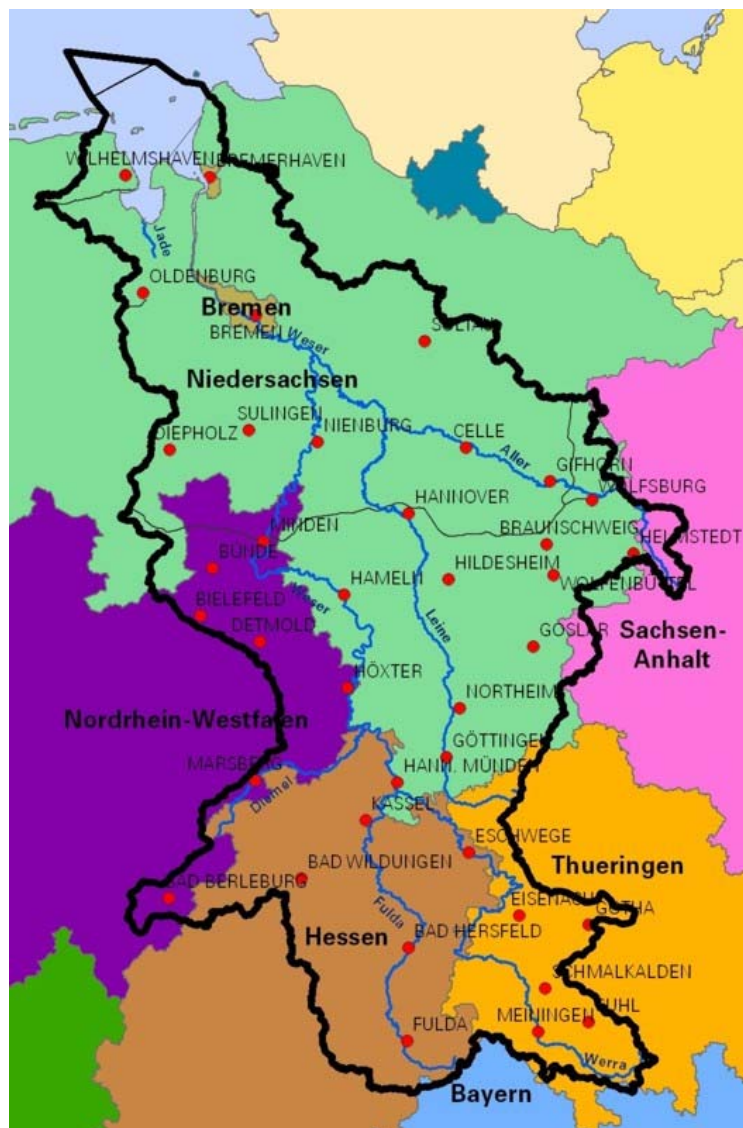 WILHELMSHAVEN
BREMERHAVEN
Jade
OLDENBURG
Bremen
BREMEN
Weser
SOLTAU
Niedersachsen
SULINGEN
DIEPHOLZ
NIENBURG
CELLE
Aller
GIFHORN
WOLFSBURG
HANNOVER
BRAUNSCHWEIG
HELMSTEDT
MINDEN
BÜNDE
HILDESHEIM
WOLFENBÜTTEL
HAMELN
Weser
BIELEFELD
DETMOLD
Leine
GOSLAR
Sachsen-
Anhalt
HÖXTER
NORTHEIM
Nordrhein-Westfalen
GÖTTINGEN
MARSBERG
HANN. MÜNDEN
Diemel
KASSEL
ESCHWEGE
BAD WILDUNGEN
Thueringen
BAD BERLEBURG
EISENACH
GOTHA
Fulda
Hessen
BAD HERSFELD
SCHMALKALDEN
SUHL
MEININGEN
FULDA
Werra
Bayern